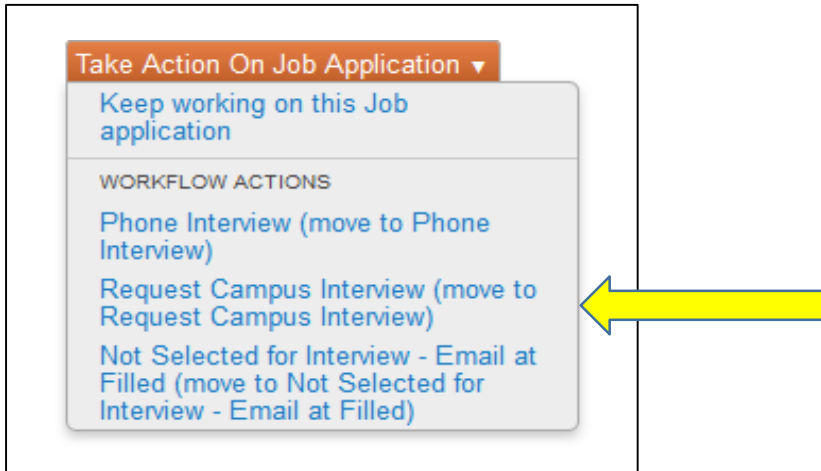 Take Action On Job Application ▾
Keep working on this Job
application
WORKFLOW ACTIONS
Phone Interview (move to Phone
Interview)
Request Campus Interview (move to
Request Campus Interview)
Not Selected for Interview - Email at
Filled (move to Not Selected for
Interview - Email at Filled)